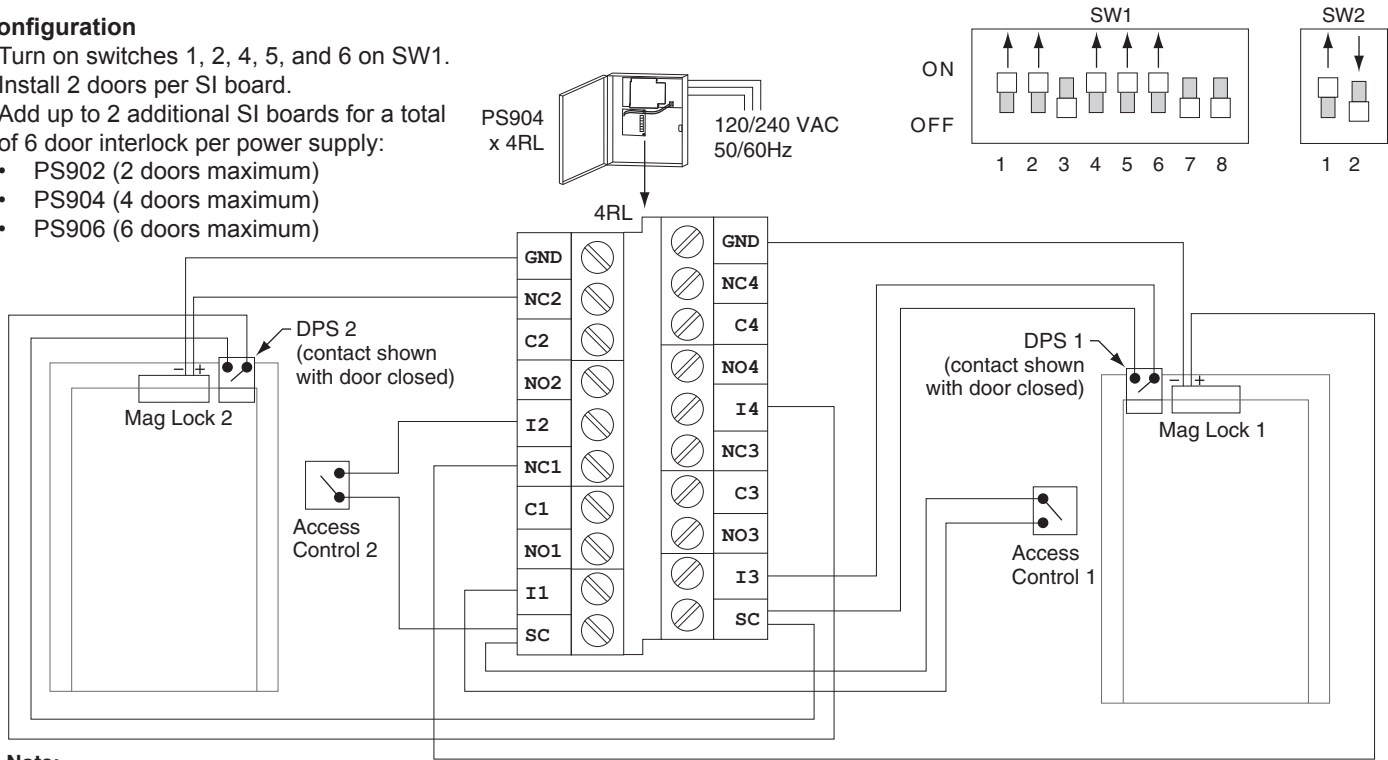 onfiguration
Turn on switches 1, 2, 4, 5, and 6 on SW1.
Install 2 doors per SI board.
Add up to 2 additional SI boards for a total
of 6 door interlock per power supply:
• PS902 (2 doors maximum)
• PS904 (4 doors maximum)
• PS906 (6 doors maximum)
PS904
x 4RL
120/240 VAC
50/60Hz
SW1
ON
OFF
1 2 3 4 5 6 7 8
SW2
1 2
4RL
GND
NC2
C2
NO2
I2
NC1
C1
NO1
I1
SC
GND
NC4
C4
NO4
I4
NC3
C3
NO3
I3
SC
DPS 2
(contact shown
with door closed)
– +
Mag Lock 2
Access
Control 2
DPS 1
(contact shown
with door closed)
– +
Mag Lock 1
Access
Control 1